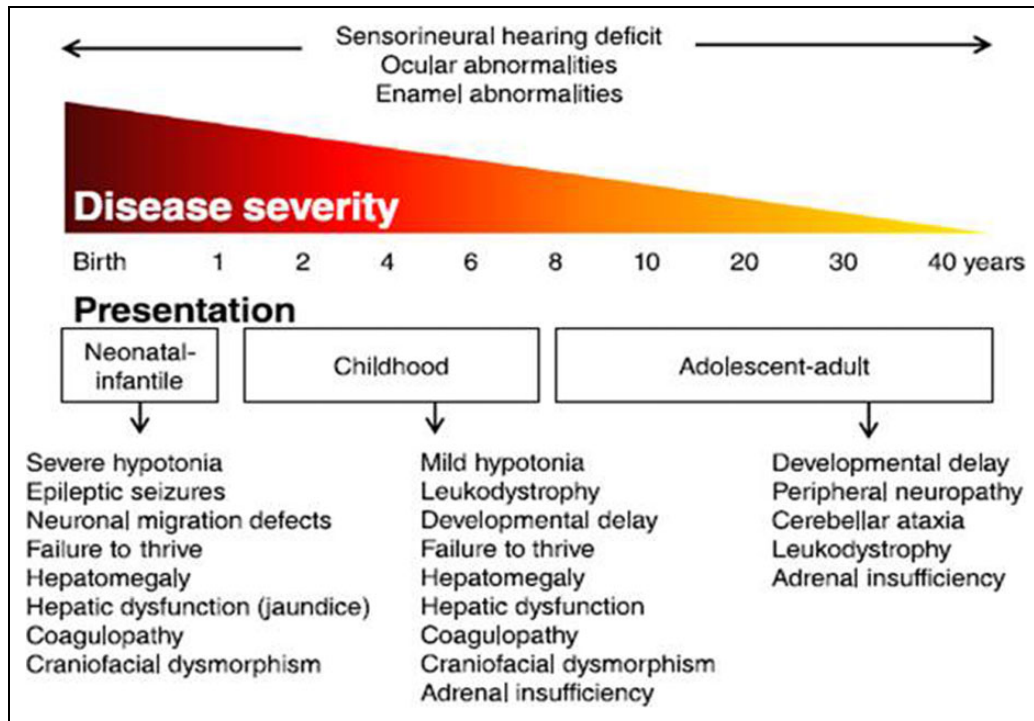 Sensorineural hearing deficit
Ocular abnormalities
Enamel abnormalities
Disease severity
Birth 1 2 4 6 8 10 20 30 40 years
Presentation
Neonatal-
infantile
Childhood
Adolescent-adult
Severe hypotonia
Epileptic seizures
Neuronal migration defects
Failure to thrive
Hepatomegaly
Hepatic dysfunction (jaundice)
Coagulopathy
Craniofacial dysmorphism
Mild hypotonia
Leukodystrophy
Developmental delay
Failure to thrive
Hepatomegaly
Hepatic dysfunction
Coagulopathy
Craniofacial dysmorphism
Adrenal insufficiency
Developmental delay
Peripheral neuropathy
Cerebellar ataxia
Leukodystrophy
Adrenal insufficiency